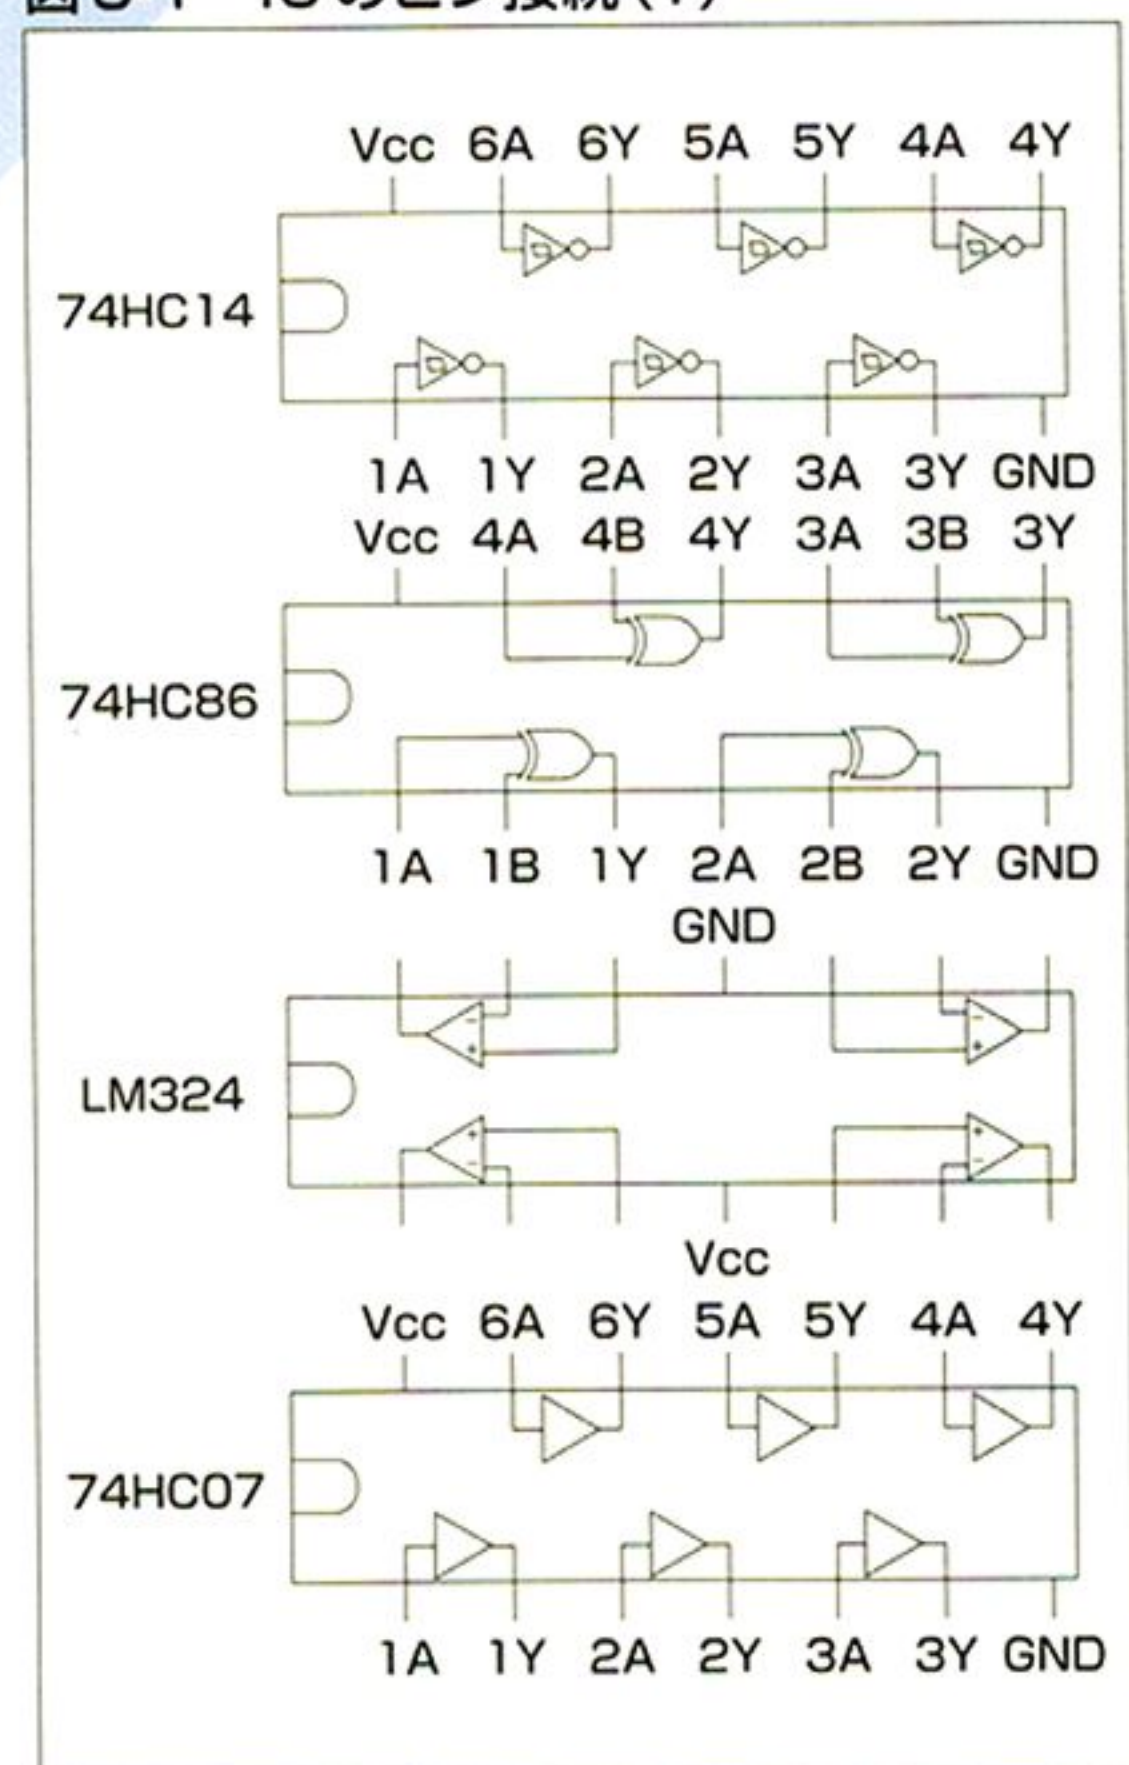 Vcc 6A 6Y 5A 5Y 4A 4Y
74HC14
1A 1Y 2A 2Y 3A 3Y GND
Vcc 4A 4B 4Y 3A 3B 3Y
74HC86
1A 1B 1Y 2A 2B 2Y GND
GND
LM324
Vcc
Vcc 6A 6Y 5A 5Y 4A 4Y
74HC07
1A 1Y 2A 2Y 3A 3Y GND